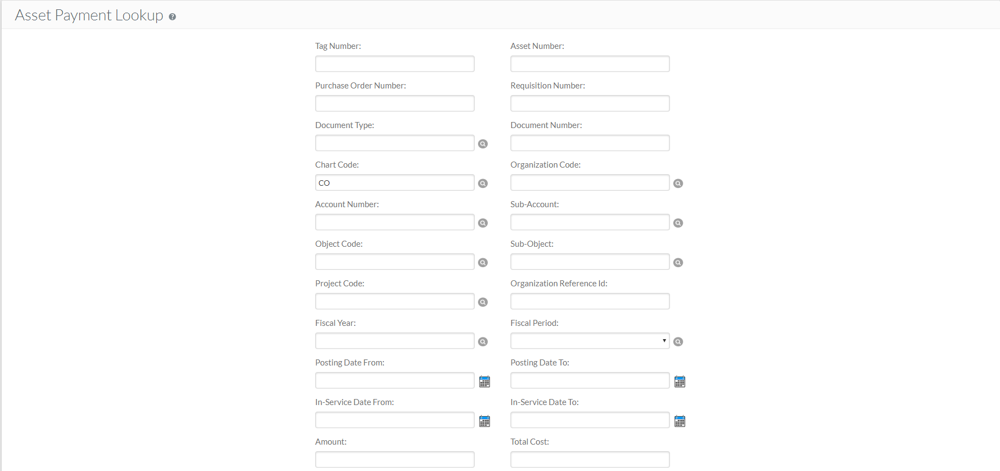 Asset Payment Lookup ?
Tag Number: Asset Number:
Purchase Order Number: Requisition Number:
Document Type: Document Number:
Chart Code: Organization Code:
CO
Account Number: Sub-Account:
Object Code: Sub-Object:
Project Code: Organization Reference Id:
Fiscal Year: Fiscal Period:
Posting Date From: Posting Date To:
In-Service Date From: In-Service Date To:
Amount: Total Cost: